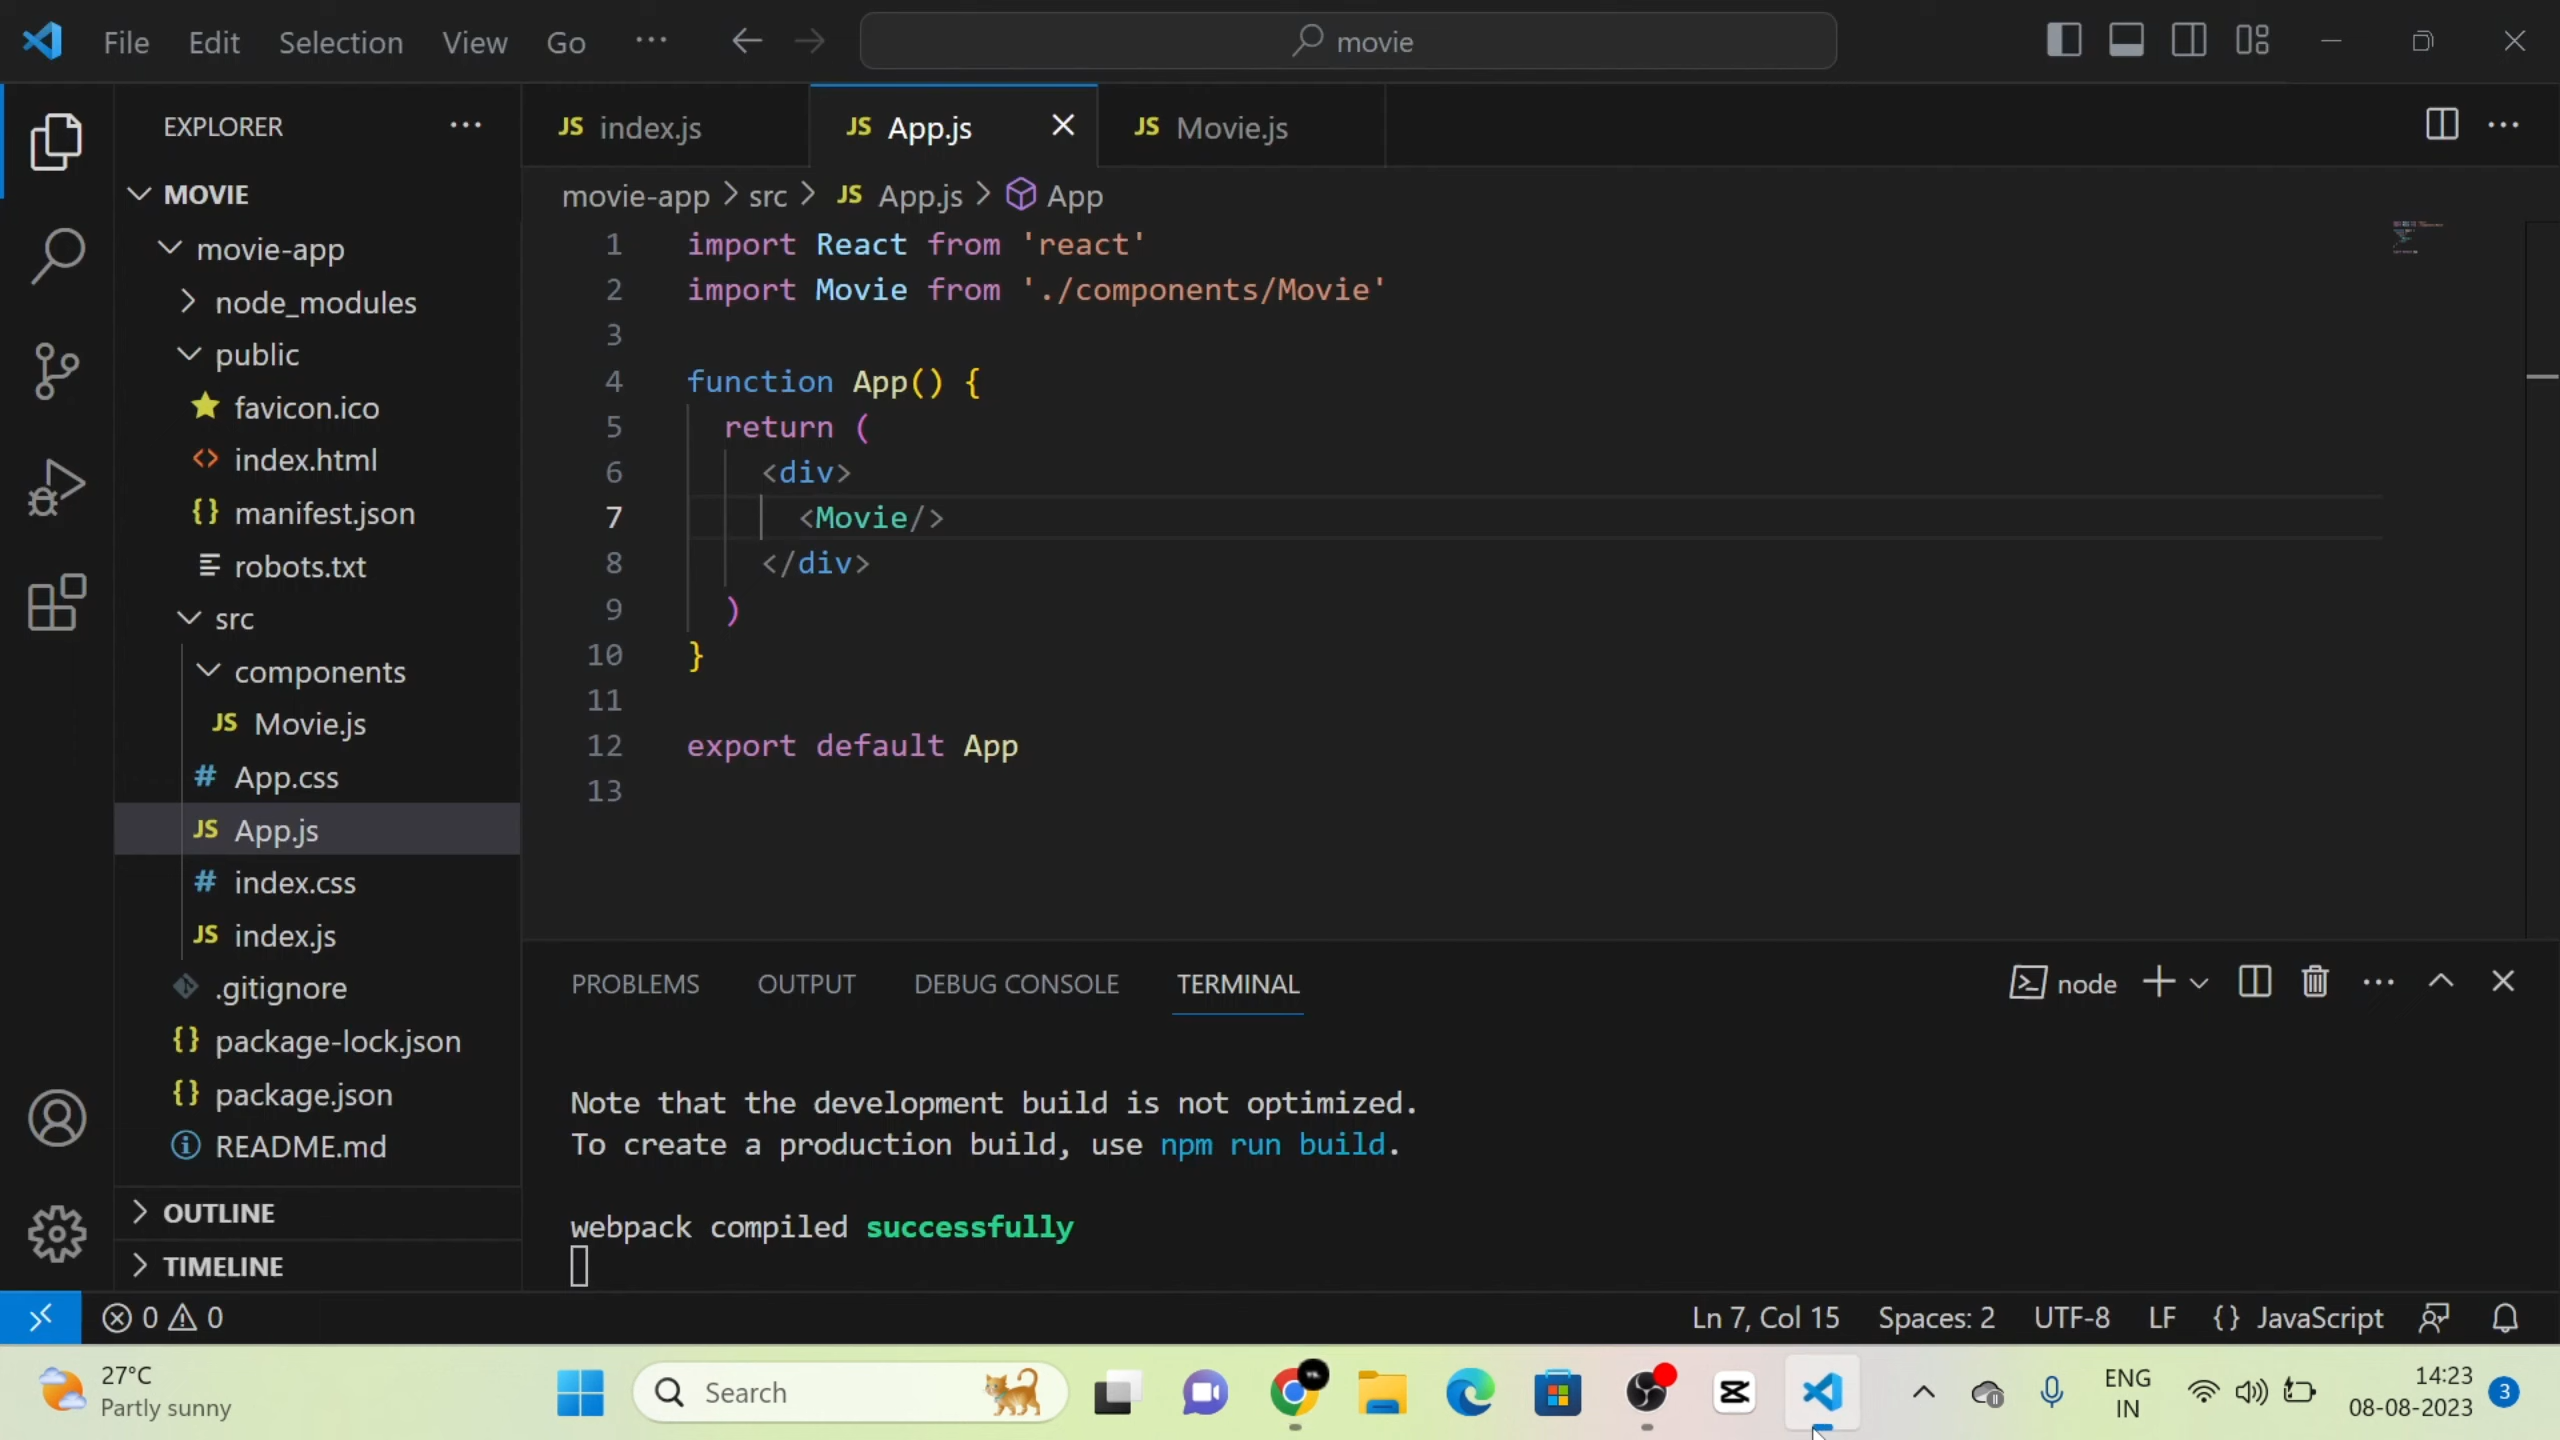 File Edit Selection View Go ··· movie
EXPLORER ···
MOVIE
movie-app
node_modules
public
favicon.ico
<> index.html
{} manifest.json
robots.txt
src
components
JS Movie.js
# App.css
JS App.js
# index.css
JS index.js
.gitignore
{} package-lock.json
{} package.json
README.md
OUTLINE
TIMELINE
JS index.js JS App.js JS Movie.js
movie-app > src > JS App.js > App
1 import React from 'react'
2 import Movie from './components/Movie'
3
4 function App() {
5 return (
6 <div>
7 <Movie/>
8 </div>
9 )
10 }
11
12 export default App
13
PROBLEMS OUTPUT DEBUG CONSOLE TERMINAL node
Note that the development build is not optimized.
To create a production build, use npm run build.
webpack compiled successfully
0 0 Ln 7, Col 15 Spaces: 2 UTF-8 LF {} JavaScript
27°C
Partly sunny
Search
ENG
IN
14:23
08-08-2023
3